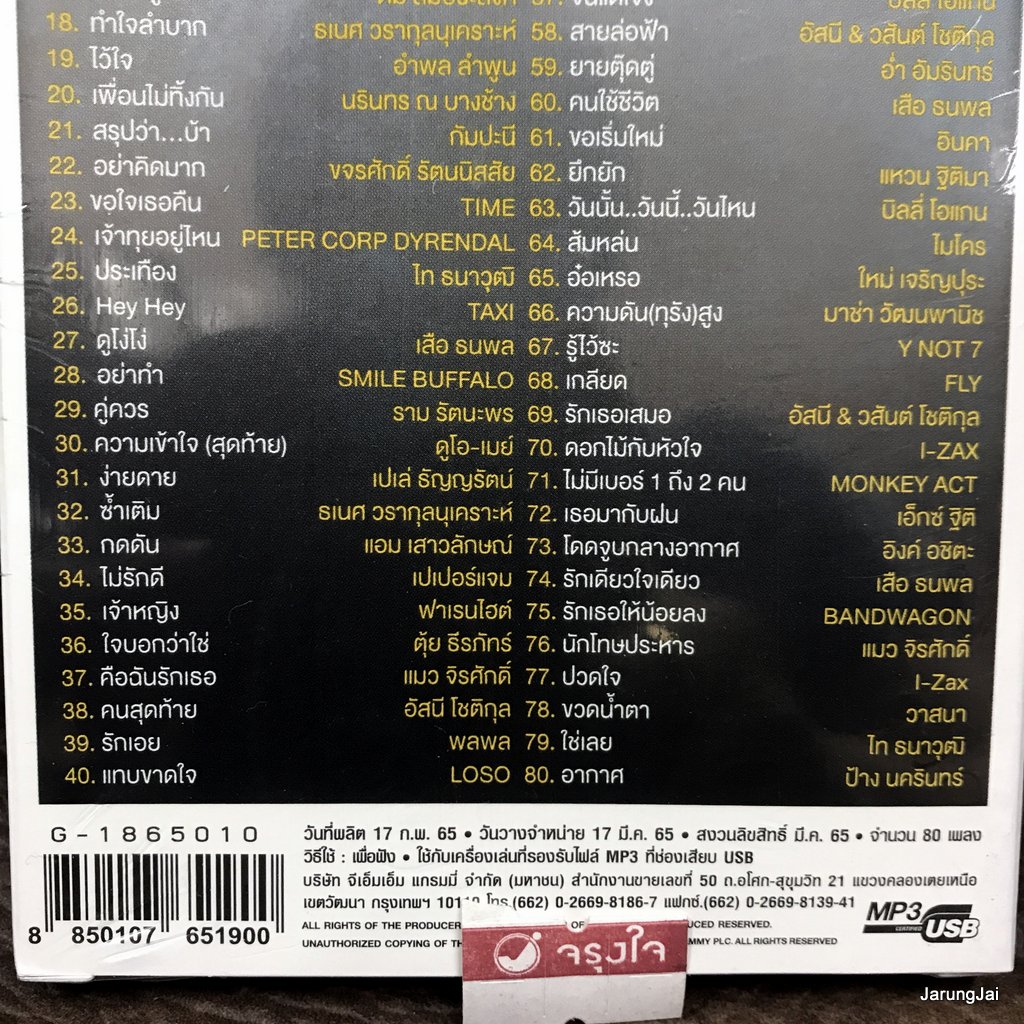 18. ทำใจลำบาก ธเนศ วรากุลนุเคราะห์
19. ไว้ใจ อำพล ลำพูน
20. เพื่อนไม่ทิ้งกัน นรินทร ณ บางช้าง
21. สรุปว่า...บ้า กัมปะนี
22. อย่าคิดมาก ขจรศักดิ์ รัตนนิสสัย
23. ขอใจเธอคืน TIME
24. เจ้าทุยอยู่ไหน PETER CORP DYRENDAL
25. ประเทือง ไท ธนาวุฒิ
26. Hey Hey TAXI
27. ดูโง่โง่ เสือ ธนพล
28. อย่าทำ SMILE BUFFALO
29. คู่ควร ราม รัตนะพร
30. ความเข้าใจ (สุดท้าย) ดูโอ-เมย์
31. ง่ายดาย เปเล่ ธัญญรัตน์
32. ซ้ำเติม ธเนศ วรากุลนุเคราะห์
33. กดดัน แอม เสาวลักษณ์
34. ไม่รักดี เปเปอร์แจม
35. เจ้าหญิง ฟาเรนไฮต์
36. ใจบอกว่าใช่ ตุ้ย ธีรภัทร์
37. คือฉันรักเธอ แมว จิรศักดิ์
38. คนสุดท้าย อัสนี โชติกุล
39. รักเอย พลพล
40. แทบขาดใจ LOSO
บิลลี่ โอแกน
58. สายล่อฟ้า อัสนี & วสันต์ โชติกุล
59. ยายตุ๊ดตู่ อ่ำ อัมรินทร์
60. คนใช้ชีวิต เสือ ธนพล
61. ขอเริ่มใหม่ อินคา
62. ยึกยัก แหวน ฐิติมา
63. วันนั้น..วันนี้..วันไหน บิลลี่ โอแกน
64. ส้มหล่น ไมโคร
65. อ๋อเหรอ ใหม่ เจริญปุระ
66. ความดัน(ทุรัง)สูง มาช่า วัฒนพานิช
67. รู้ไว้ซะ Y NOT 7
68. เกลียด FLY
69. รักเธอเสมอ อัสนี & วสันต์ โชติกุล
70. ดอกไม้กับหัวใจ I-ZAX
71. ไม่มีเบอร์ 1 ถึง 2 คน MONKEY ACT
72. เธอมากับฝน เอ็กซ์ ฐิติ
73. โดดจูบกลางอากาศ อิงค์ อชิตะ
74. รักเดียวใจเดียว เสือ ธนพล
75. รักเธอให้น้อยลง BANDWAGON
76. นักโทษประหาร แมว จิรศักดิ์
77. ปวดใจ I-Zax
78. ขวดน้ำตา วาสนา
79. ใช่เลย ไท ธนาวุฒิ
80. อากาศ ป้าง นครินทร์
G-1865010
8 850107 651900
วันที่ผลิต 17 ก.พ. 65 • วันวางจำหน่าย 17 มี.ค. 65 • สงวนลิขสิทธิ์ มี.ค. 65 • จำนวน 80 เพลง
วิธีใช้ : เพื่อฟัง • ใช้กับเครื่องเล่นที่รองรับไฟล์ MP3 ที่ช่องเสียบ USB
บริษัท จีเอ็มเอ็ม แกรมมี่ จำกัด (มหาชน) สำนักงานขายเลขที่ 50 ถ.อโศก-สุขุมวิท 21 แขวงคลองเตยเหนือ
เขตวัฒนา กรุงเทพฯ โทร.(662) 0-2669-8186-7 แฟกซ์.(662) 0-2669-8139-41
ALL RIGHTS OF THE PRODUCER OF RESERVED.
UNAUTHORIZED COPYING OF PLC. ALL RIGHTS RESERVED
MP3 CERTIFIED USB
จรุงใจ
JarungJai